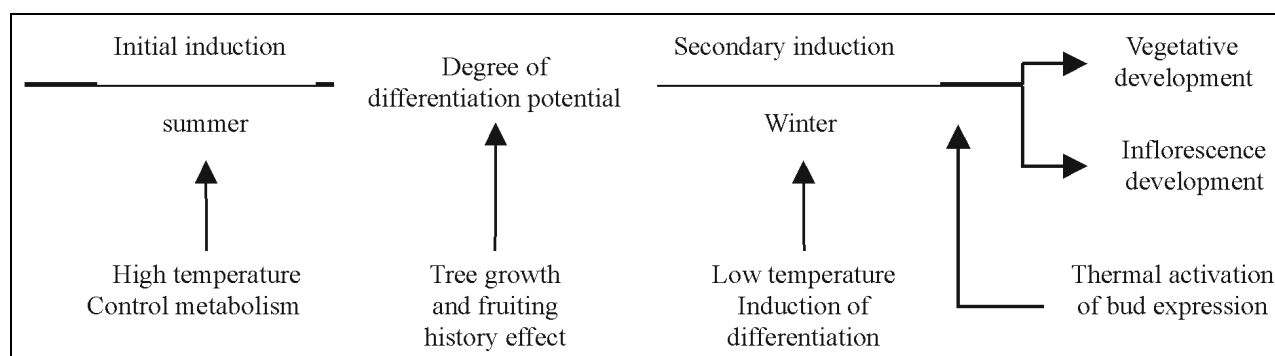 Initial induction
Degree of
differentiation potential
Secondary induction
Vegetative
development
summer
Winter
Inflorescence
development
High temperature
Control metabolism
Tree growth
and fruiting
history effect
Low temperature
Induction of
differentiation
Thermal activation
of bud expression